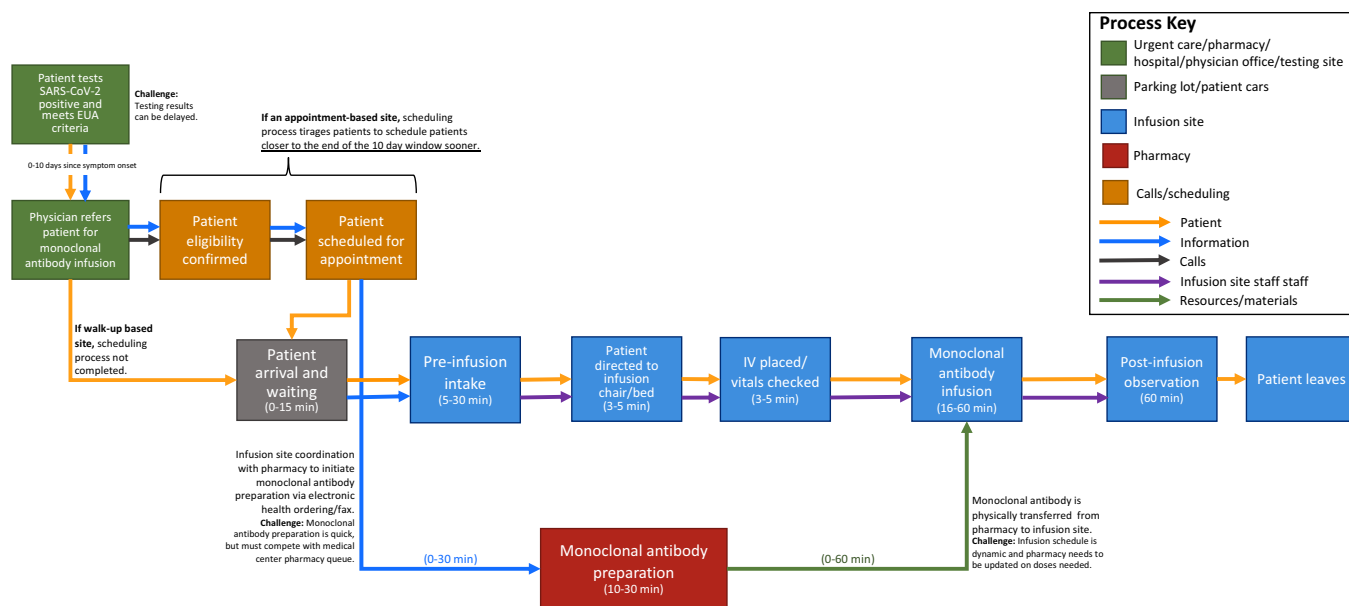 Process Key
Urgent care/pharmacy/
hospital/physician office/testing site
Parking lot/patient cars
Infusion site
Pharmacy
Calls/scheduling
Patient
Information
Calls
Infusion site staff staff
Resources/materials
Patient tests
SARS-CoV-2
positive and
meets EUA
criteria
Challenge:
Testing results
can be delayed.
0-10 days since symptom onset
If an appointment-based site, scheduling
process tirages patients to schedule patients
closer to the end of the 10 day window sooner.
Physician refers
patient for
monoclonal
antibody infusion
Patient
eligibility
confirmed
Patient
scheduled for
appointment
If walk-up based
site, scheduling
process not
completed.
Patient
arrival and
waiting
(0-15 min)
Pre-infusion
intake
(5-30 min)
Patient
directed to
infusion
chair/bed
(3-5 min)
IV placed/
vitals checked
(3-5 min)
Monoclonal
antibody
infusion
(16-60 min)
Post-infusion
observation
(60 min)
Patient leaves
Infusion site coordination
with pharmacy to initiate
monoclonal antibody
preparation via electronic
health ordering/fax.
Challenge: Monoclonal
antibody preparation is quick,
but must compete with medical
center pharmacy queue.
(0-30 min)
Monoclonal antibody
preparation
(10-30 min)
(0-60 min)
Monoclonal antibody is
physically transferred from
pharmacy to infusion site.
Challenge: Infusion schedule is
dynamic and pharmacy needs to
be updated on doses needed.